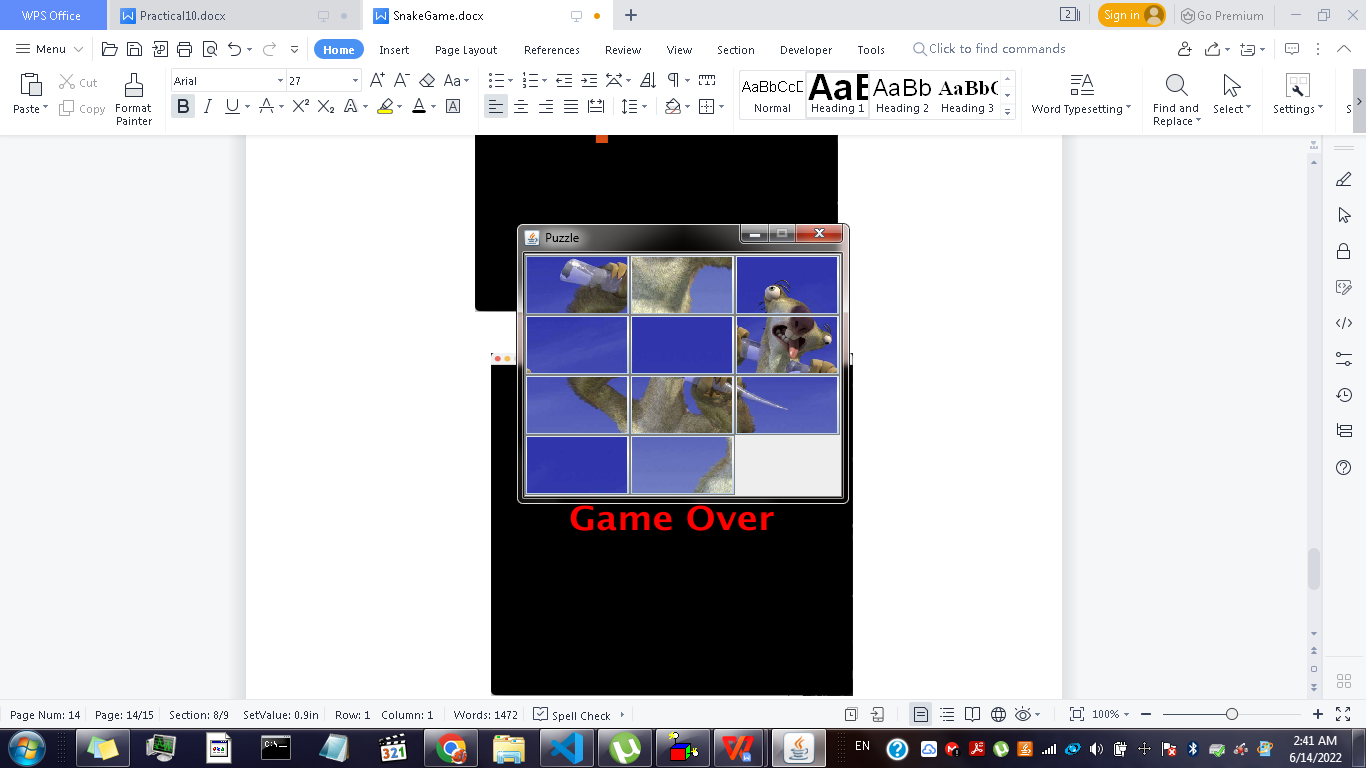 WPS Office Practical10.docx SnakeGame.docx + 2 Sign in Go Premium
Menu Home Insert Page Layout References Review View Section Developer Tools Click to find commands
Paste Cut Copy Format Painter Arial 27 AaBbCcD Normal AaB Heading 1 AaBb Heading 2 AaBbC Heading 3 Word Typesetting Find and Replace Select Settings S
Puzzle
Game Over
Page Num: 14 Page: 14/15 Section: 8/9 SetValue: 0.9in Row: 1 Column: 1 Words: 1472 Spell Check 100%
321
EN
2:41 AM
6/14/2022